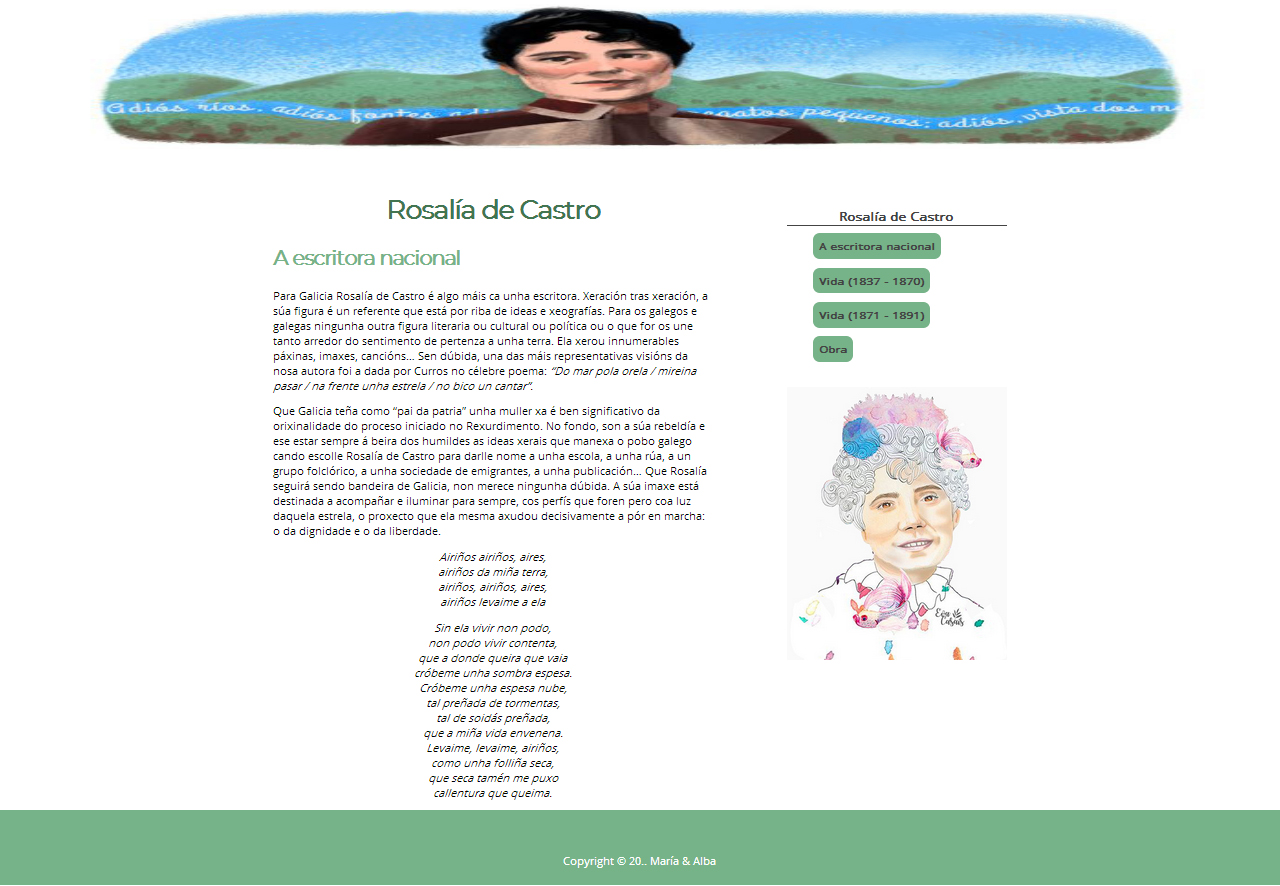 Adiós ríos, adiós fontes, adiós regatos pequenos; adiós, vista dos m
Rosalía de Castro
A escritora nacional
Para Galicia Rosalía de Castro é algo máis ca unha escritora. Xeración tras xeración, a
súa figura é un referente que está por riba de ideas e xeografías. Para os galegos e
galegas ningunha outra figura literaria ou cultural ou política ou o que for os une
tanto arredor do sentimento de pertenza a unha terra. Ela xerou innumerables
páxinas, imaxes, cancións... Sen dúbida, una das máis representativas visións da
nosa autora foi a dada por Curros no célebre poema: “Do mar pola orela / mireina
pasar / na frente unha estrela / no bico un cantar”.
Que Galicia teña como “pai da patria” unha muller xa é ben significativo da
orixinalidade do proceso iniciado no Rexurdimento. No fondo, son a súa rebeldía e
ese estar sempre á beira dos humildes as ideas xerais que manexa o pobo galego
cando escolle Rosalía de Castro para darlle nome a unha escola, a unha rúa, a un
grupo folclórico, a unha sociedade de emigrantes, a unha publicación... Que Rosalía
seguirá sendo bandeira de Galicia, non merece ningunha dúbida. A súa imaxe está
destinada a acompañar e iluminar para sempre, cos perfís que foren pero coa luz
daquela estrela, o proxecto que ela mesma axudou decisivamente a pór en marcha:
o da dignidade e o da liberdade.
Airiños airiños, aires,
airiños da miña terra,
airiños, airiños, aires,
airiños levaime a ela
Sin ela vivir non podo,
non podo vivir contenta,
que a donde queira que vaia
cróbeme unha sombra espesa.
Cróbeme unha espesa nube,
tal preñada de tormentas,
tal de soidás preñada,
que a miña vida envenena.
Levaime, levaime, airiños,
como unha folliña seca,
que seca tamén me puxo
callentura que queima.
Rosalía de Castro
A escritora nacional
Vida (1837 - 1870)
Vida (1871 - 1891)
Obra
Eva
Casais
Copyright © 20.. María & Alba